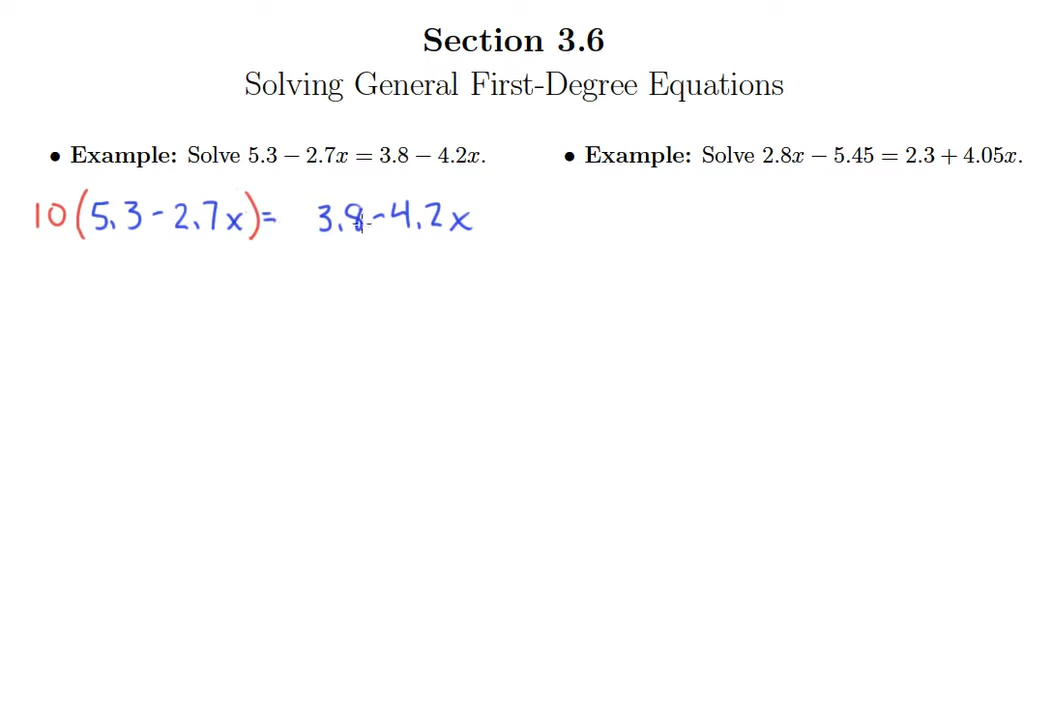 Section 3.6
Solving General First-Degree Equations
• Example: Solve 5.3 − 2.7x = 3.8 − 4.2x.
• Example: Solve 2.8x − 5.45 = 2.3 + 4.05x.
10(5.3-2.7x)= 3.8-4.2x